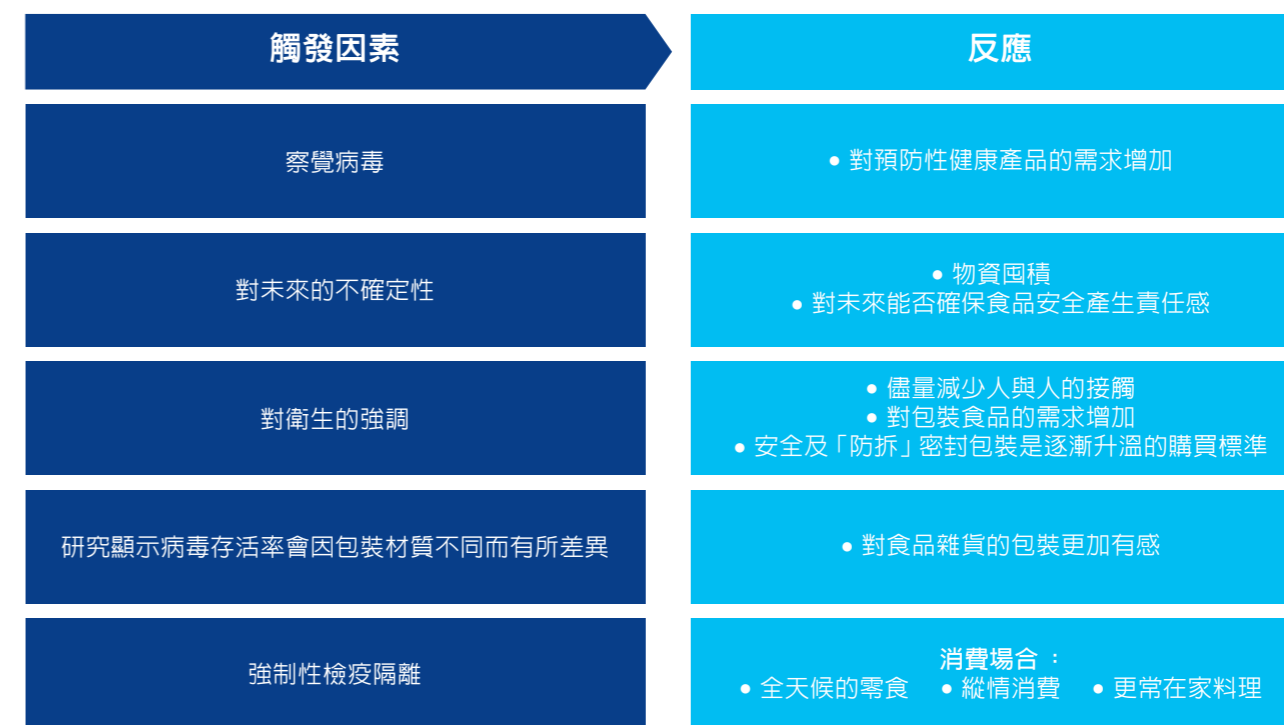 觸發因素
反應
察覺病毒
● 對預防性健康產品的需求增加
對未來的不確定性
● 物資囤積
● 對未來能否確保食品安全產生責任感
對衛生的強調
● 儘量減少人與人的接觸
● 對包裝食品的需求增加
● 安全及「防拆」密封包裝是逐漸升溫的購買標準
研究顯示病毒存活率會因包裝材質不同而有所差異
● 對食品雜貨的包裝更加有感
強制性檢疫隔離
消費場合：
● 全天候的零食 ● 縱情消費 ● 更常在家料理